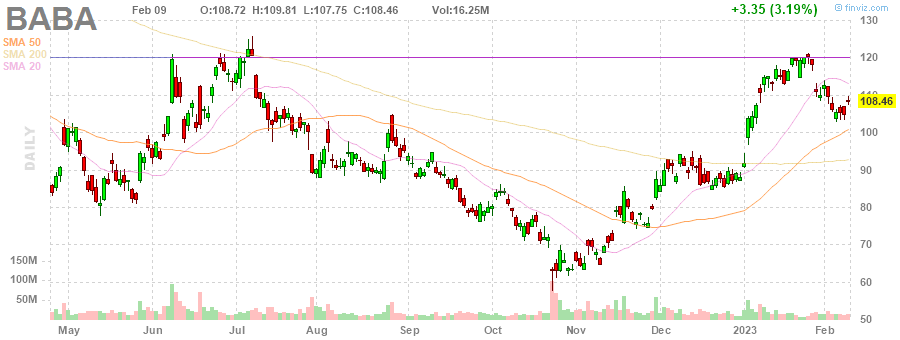 BABA
Feb 09 O:108.72 H:109.81 L:107.75 C:108.46 Vol:16.25M +3.35 (3.19%) © finviz.com
SMA 50
SMA 200
SMA 20
DAILY
130
120
110
108.46
100
90
80
70
60
50
150M
100M
50M
May Jun Jul Aug Sep Oct Nov Dec 2023 Feb